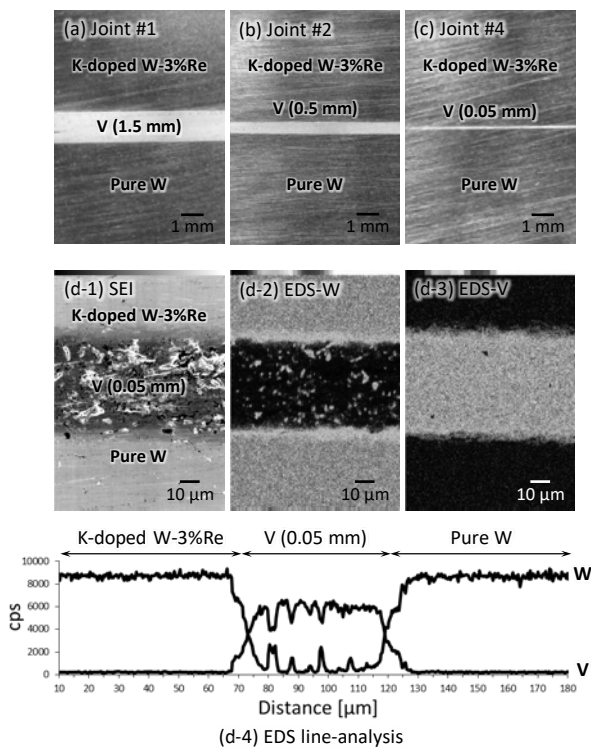 (a) Joint #1
K-doped W-3%Re
V (1.5 mm)
Pure W
1 mm
(b) Joint #2
K-doped W-3%Re
V (0.5 mm)
Pure W
1 mm
(c) Joint #4
K-doped W-3%Re
V (0.05 mm)
Pure W
1 mm
(d-1) SEI
K-doped W-3%Re
V (0.05 mm)
Pure W
10 μm
(d-2) EDS-W
10 μm
(d-3) EDS-V
10 μm
K-doped W-3%Re V (0.05 mm) Pure W
10000
8000
6000
4000
2000
0
cps
W
V
10 20 30 40 50 60 70 80 90 100 110 120 130 140 150 160 170 180
Distance [μm]
(d-4) EDS line-analysis